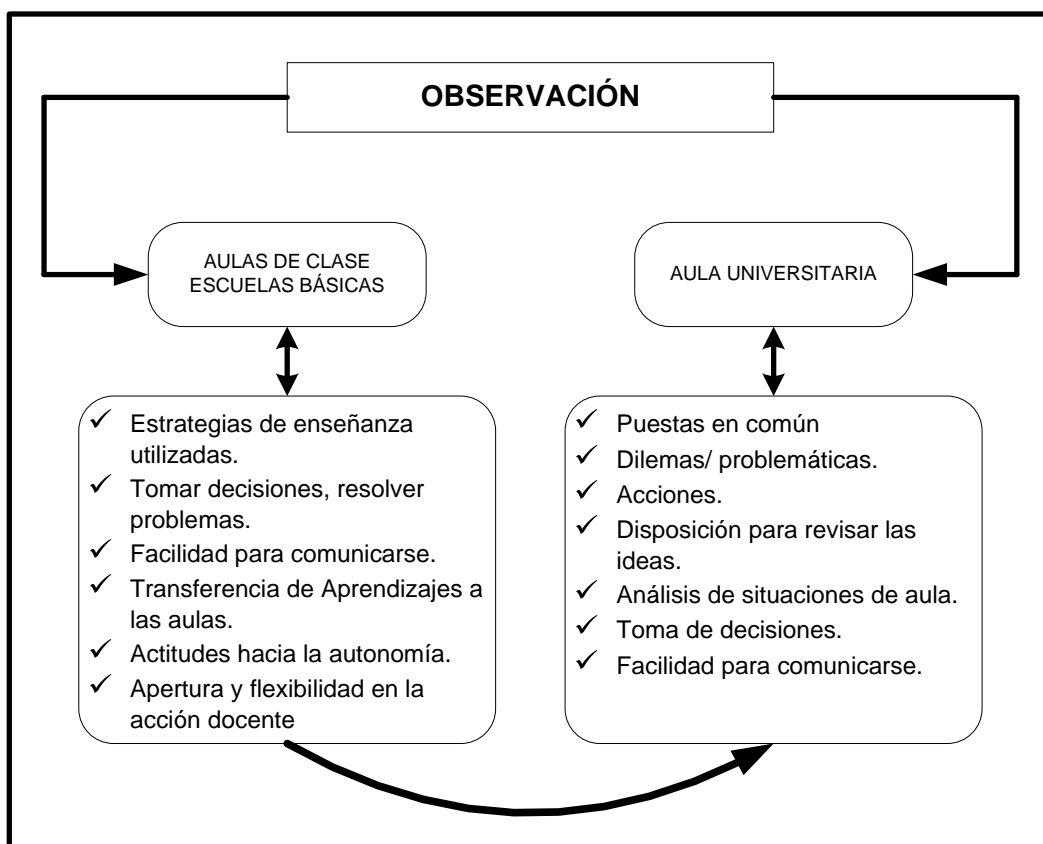 OBSERVACIÓN
AULAS DE CLASE
ESCUELAS BÁSICAS
AULA UNIVERSITARIA
✓ Estrategias de enseñanza
utilizadas.
✓ Tomar decisiones, resolver
problemas.
✓ Facilidad para comunicarse.
✓ Transferencia de Aprendizajes a
las aulas.
✓ Actitudes hacia la autonomía.
✓ Apertura y flexibilidad en la
acción docente
✓ Puestas en común
✓ Dilemas/ problemáticas.
✓ Acciones.
✓ Disposición para revisar las
ideas.
✓ Análisis de situaciones de aula.
✓ Toma de decisiones.
✓ Facilidad para comunicarse.